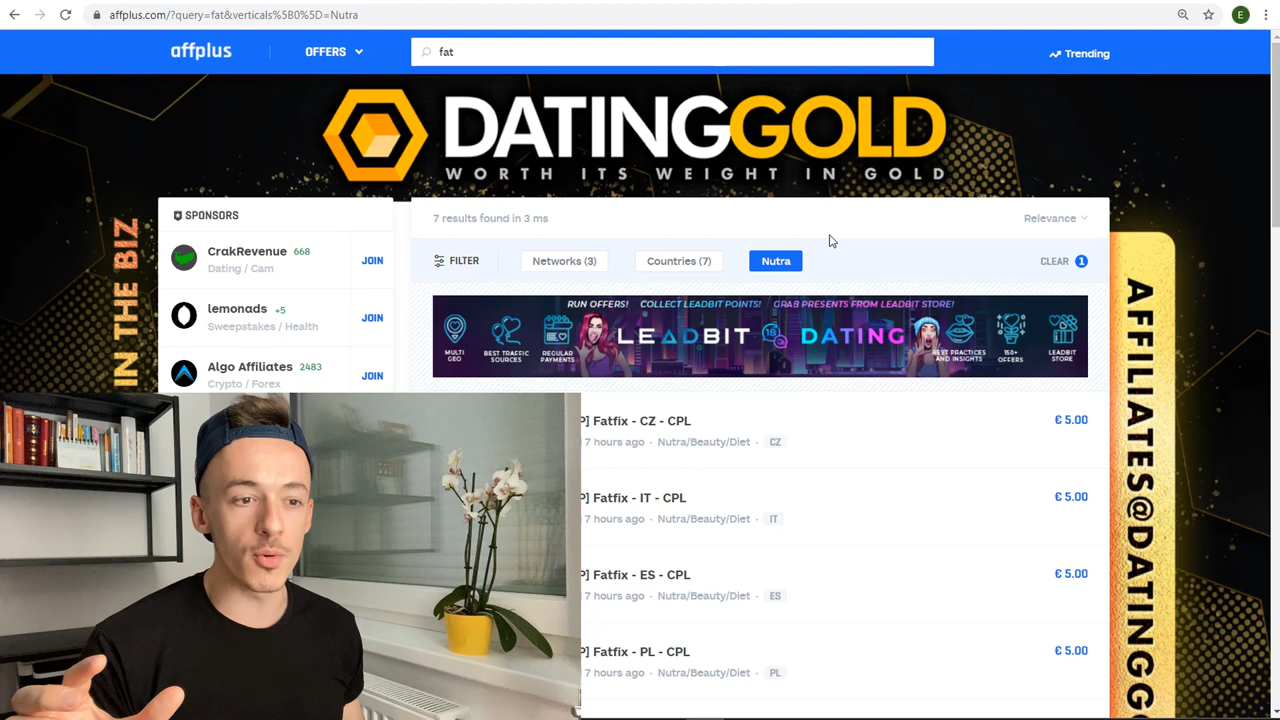 affplus.com/?query=fat&verticals%5B0%5D=Nutra
E
affplus
OFFERS
fat
Trending
DATINGGOLD
WORTH ITS WEIGHT IN GOLD
IN THE BIZ
AFFILIATES@DATINGG
SPONSORS
CrakRevenue 668
Dating / Cam
JOIN
lemonads +5
Sweepstakes / Health
JOIN
Algo Affiliates 2483
Crypto / Forex
JOIN
7 results found in 3 ms
Relevance
FILTER
Networks (3)
Countries (7)
Nutra
CLEAR 1
RUN OFFERS! COLLECT LEADBIT POINTS! GRAB PRESENTS FROM LEADBIT STORE!
MULTI GEO
BEST TRAFFIC SOURCES
REGULAR PAYMENTS
LEADBIT 18 DATING
BEST PRACTICES AND INSIGHTS
150+ OFFERS
LEADBIT STORE
P] Fatfix - CZ - CPL
€ 5.00
7 hours ago · Nutra/Beauty/Diet · CZ
P] Fatfix - IT - CPL
€ 5.00
7 hours ago · Nutra/Beauty/Diet · IT
P] Fatfix - ES - CPL
€ 5.00
7 hours ago · Nutra/Beauty/Diet · ES
P] Fatfix - PL - CPL
€ 5.00
7 hours ago · Nutra/Beauty/Diet · PL